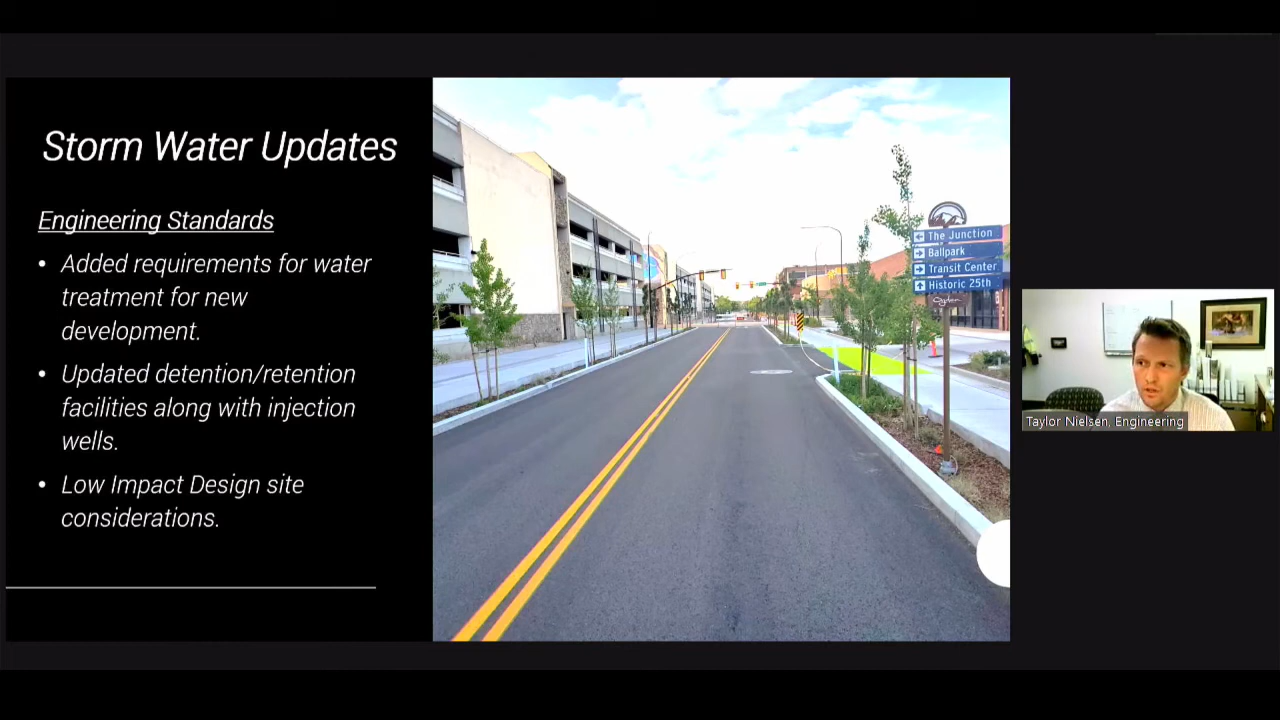 Storm Water Updates
Engineering Standards
• Added requirements for water
treatment for new
development.
• Updated detention/retention
facilities along with injection
wells.
• Low Impact Design site
considerations.
The Junction
Ballpark
Transit Center
Historic 25th
Ogden
Taylor Nielsen, Engineering